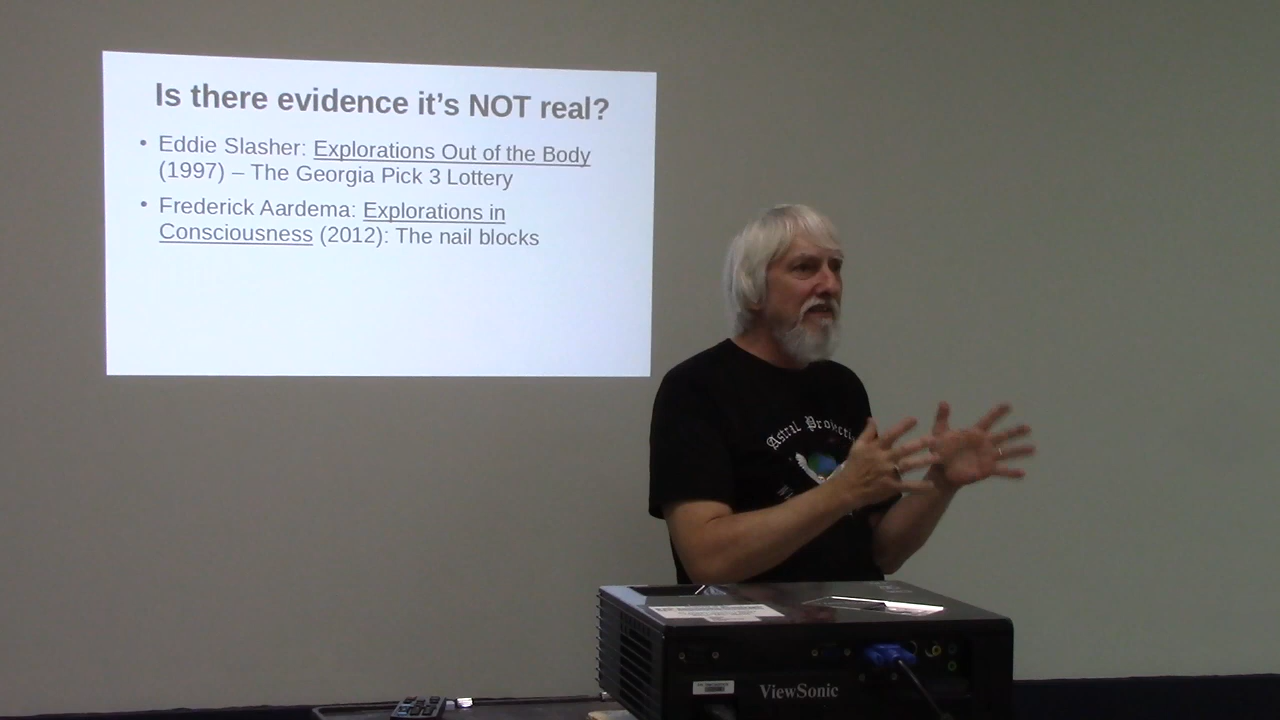 Is there evidence it's NOT real?
• Eddie Slasher: Explorations Out of the Body
(1997) – The Georgia Pick 3 Lottery
• Frederick Aardema: Explorations in
Consciousness (2012): The nail blocks
Astral
ViewSonic